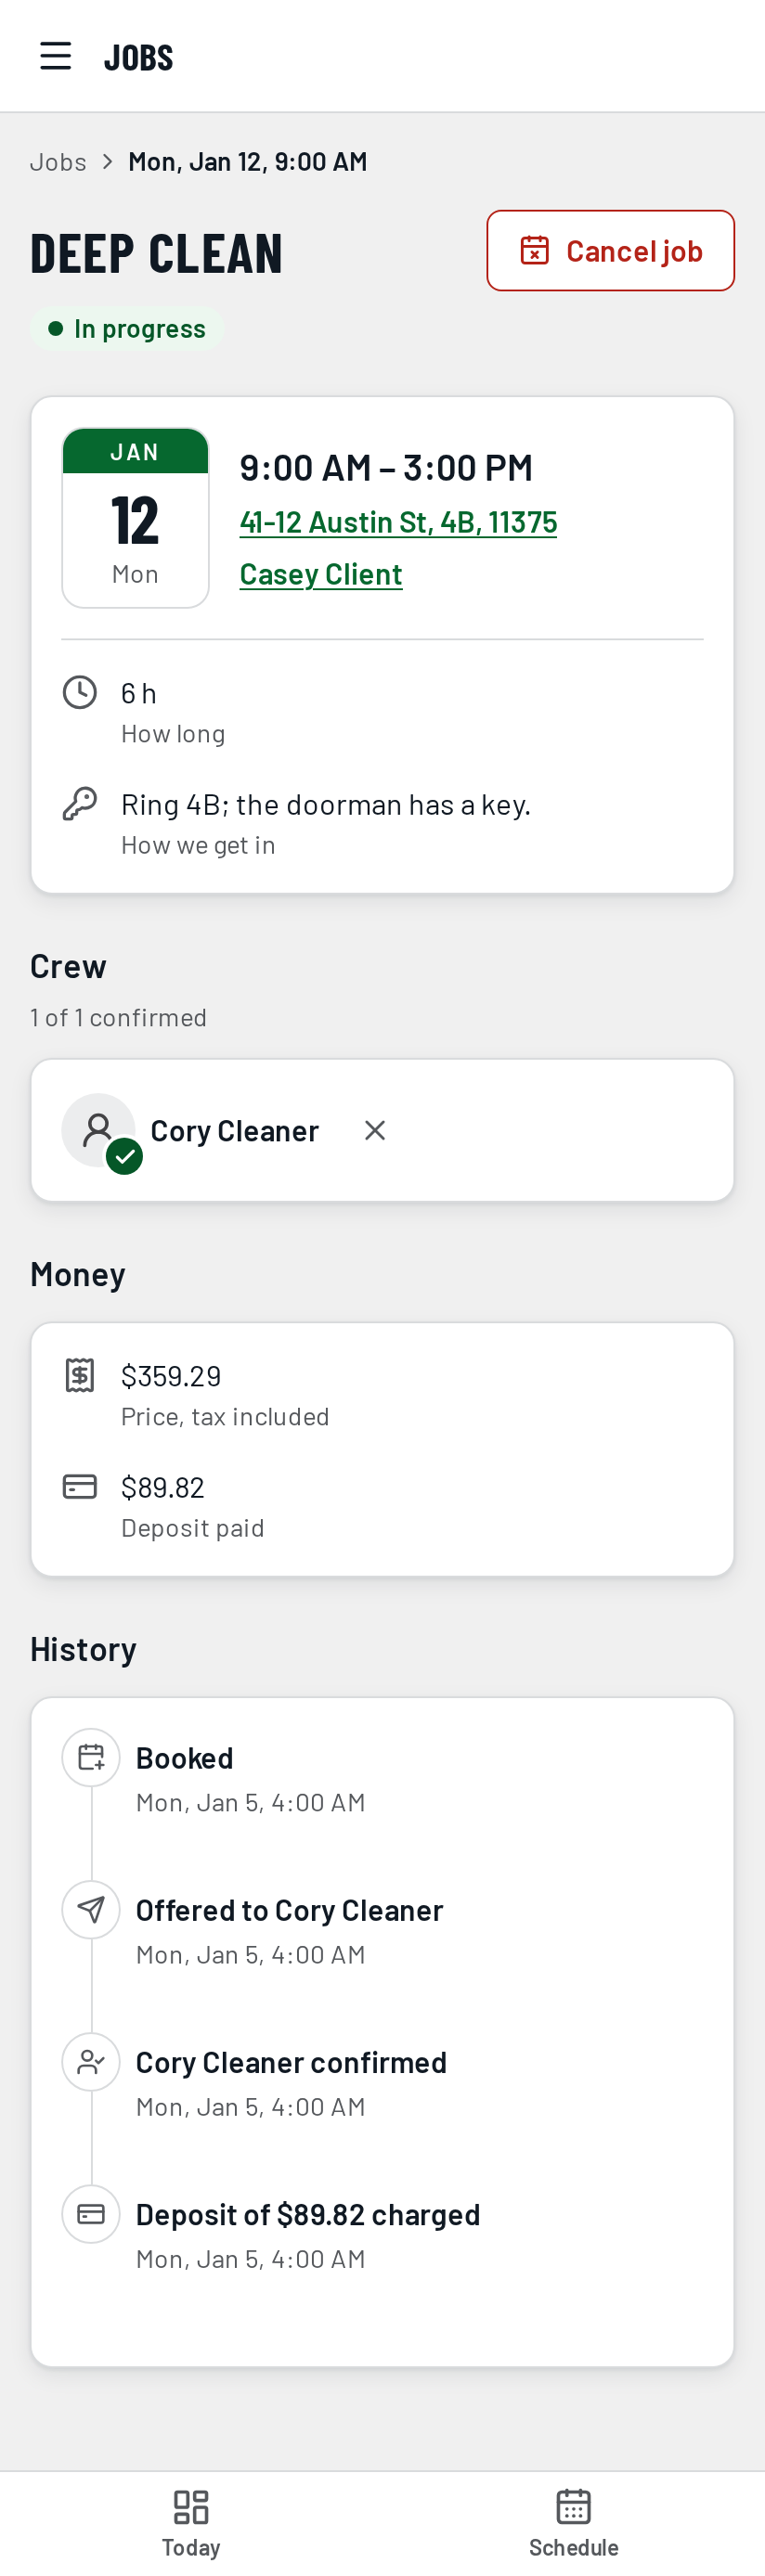 JOBS
Jobs > Mon, Jan 12, 9:00 AM
DEEP CLEAN
Cancel job
In progress
JAN
12
Mon
9:00 AM – 3:00 PM
41-12 Austin St, 4B, 11375
Casey Client
6 h
How long
Ring 4B; the doorman has a key.
How we get in
Crew
1 of 1 confirmed
Cory Cleaner
Money
$359.29
Price, tax included
$89.82
Deposit paid
History
Booked
Mon, Jan 5, 4:00 AM
Offered to Cory Cleaner
Mon, Jan 5, 4:00 AM
Cory Cleaner confirmed
Mon, Jan 5, 4:00 AM
Deposit of $89.82 charged
Mon, Jan 5, 4:00 AM
Today
Schedule